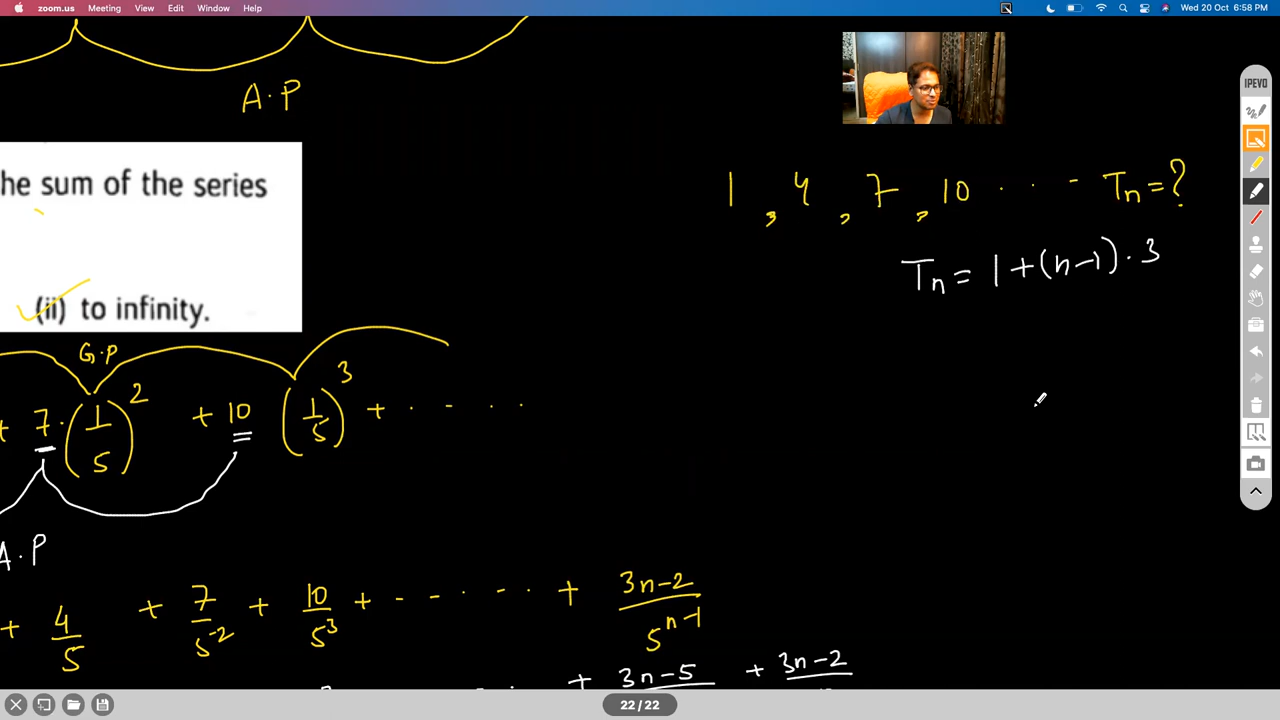 zoom.us Meeting View Edit Window Help Wed 20 Oct 6:58 PM
A.P
IPEVO
he sum of the series
1, 4, 7, 10 . . . - Tn = ?
Tn = 1 + (n-1) . 3
(ii) to infinity.
G.P
+ 7.(1/5)^2 + 10 (1/5)^3 + . - . .
A.P
+ 4/5 + 7/5^-2 + 10/5^3 + - - . - . + (3n-2)/5^(n-1)
+ 3n-5 + 3n-2
22 / 22